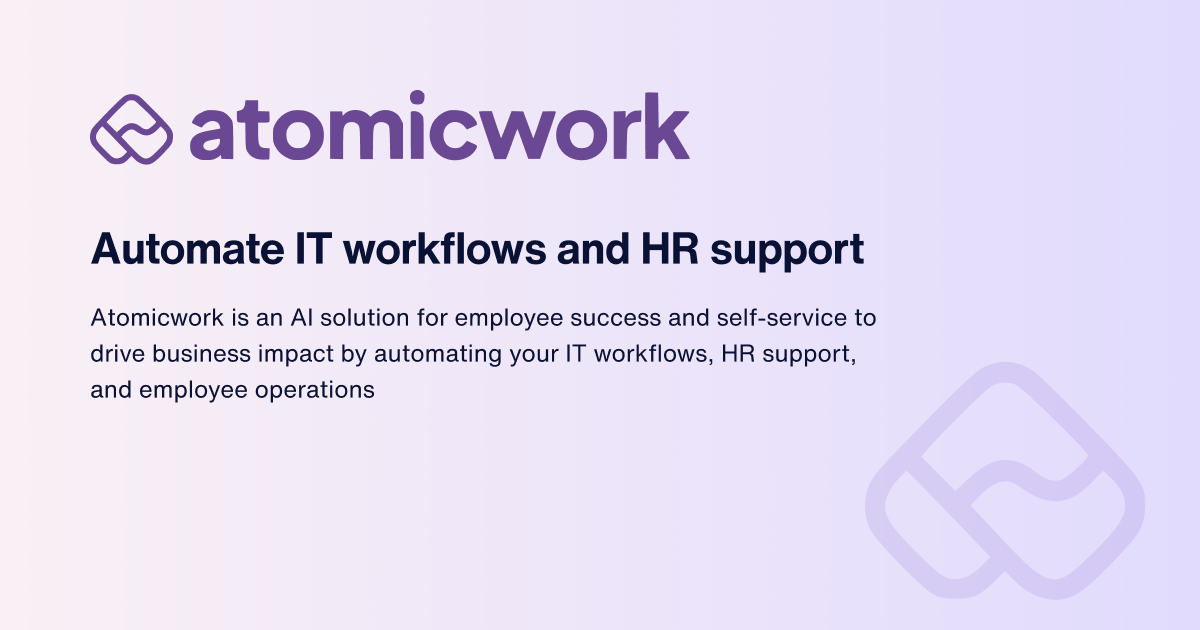 atomicwork
Automate IT workflows and HR support
Atomicwork is an AI solution for employee success and self-service to
drive business impact by automating your IT workflows, HR support,
and employee operations